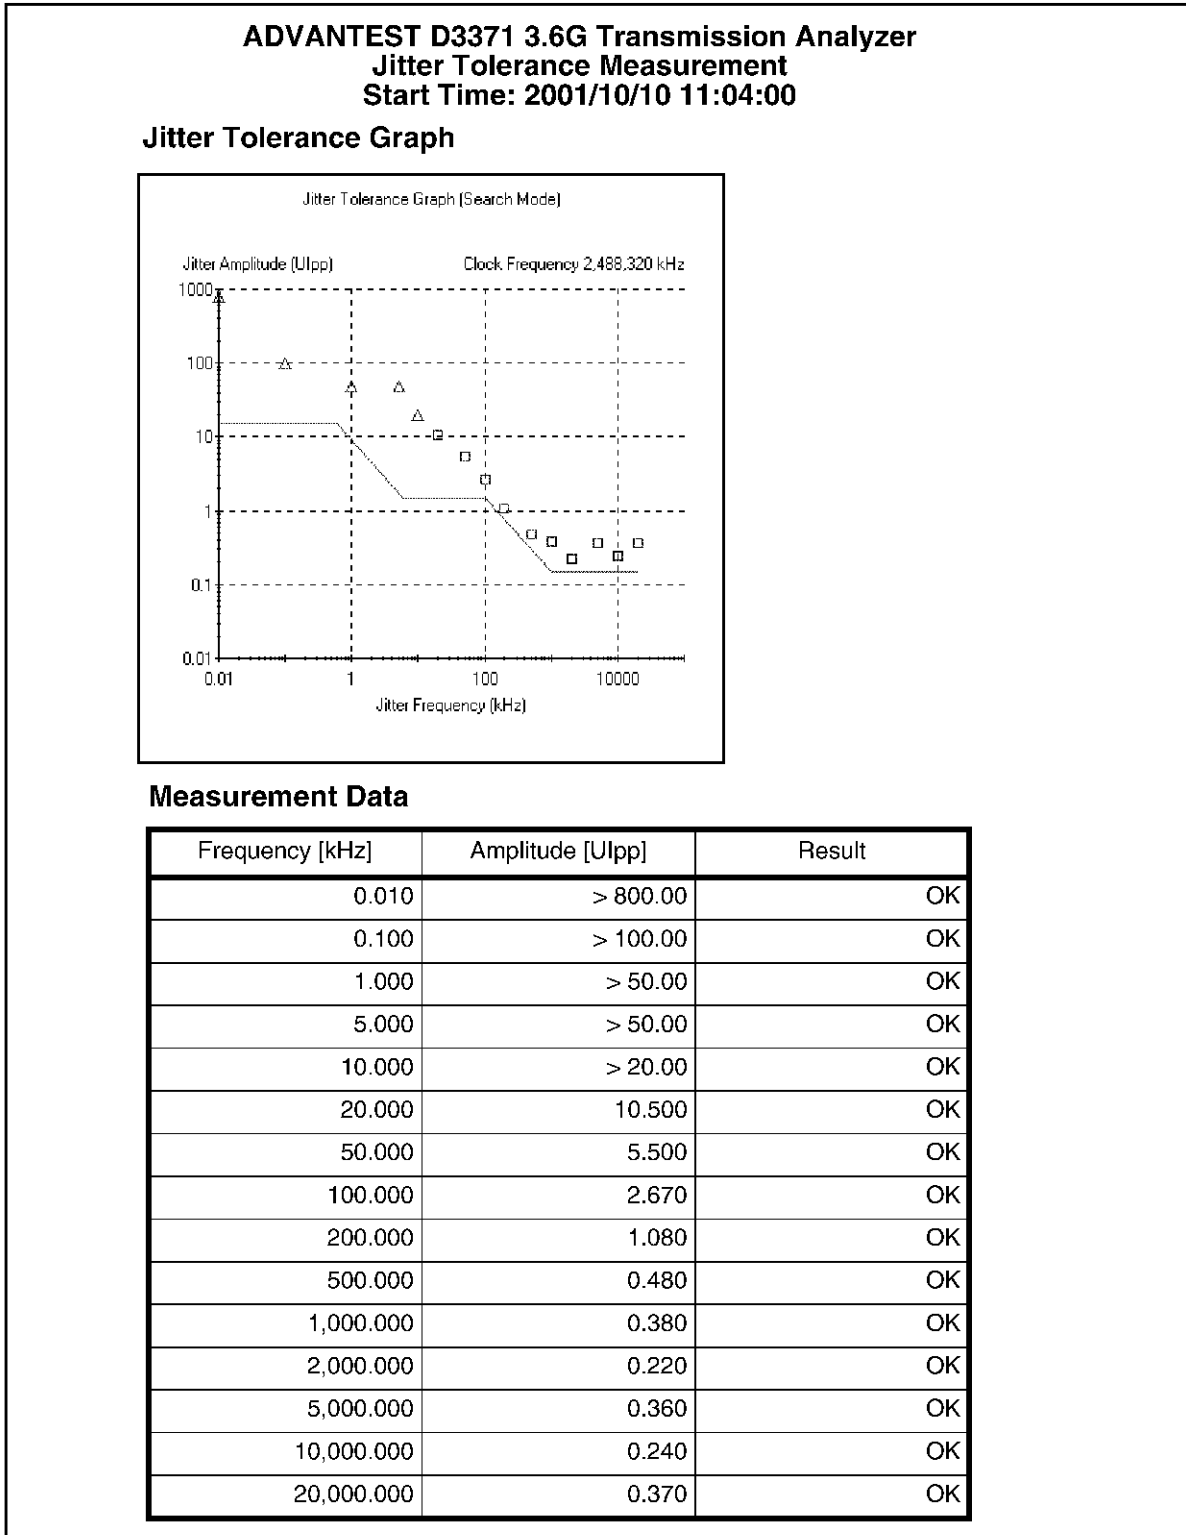 ADVANTEST D3371 3.6G Transmission Analyzer
Jitter Tolerance Measurement
Start Time: 2001/10/10 11:04:00
Jitter Tolerance Graph
Jitter Tolerance Graph (Search Mode)
Jitter Amplitude (UIpp) Clock Frequency 2,488,320 kHz
1000
100
10
1
0.1
0.01
0.01 1 100 10000
Jitter Frequency (kHz)
Measurement Data
Frequency [kHz] Amplitude [UIpp] Result
0.010 > 800.00 OK
0.100 > 100.00 OK
1.000 > 50.00 OK
5.000 > 50.00 OK
10.000 > 20.00 OK
20.000 10.500 OK
50.000 5.500 OK
100.000 2.670 OK
200.000 1.080 OK
500.000 0.480 OK
1,000.000 0.380 OK
2,000.000 0.220 OK
5,000.000 0.360 OK
10,000.000 0.240 OK
20,000.000 0.370 OK